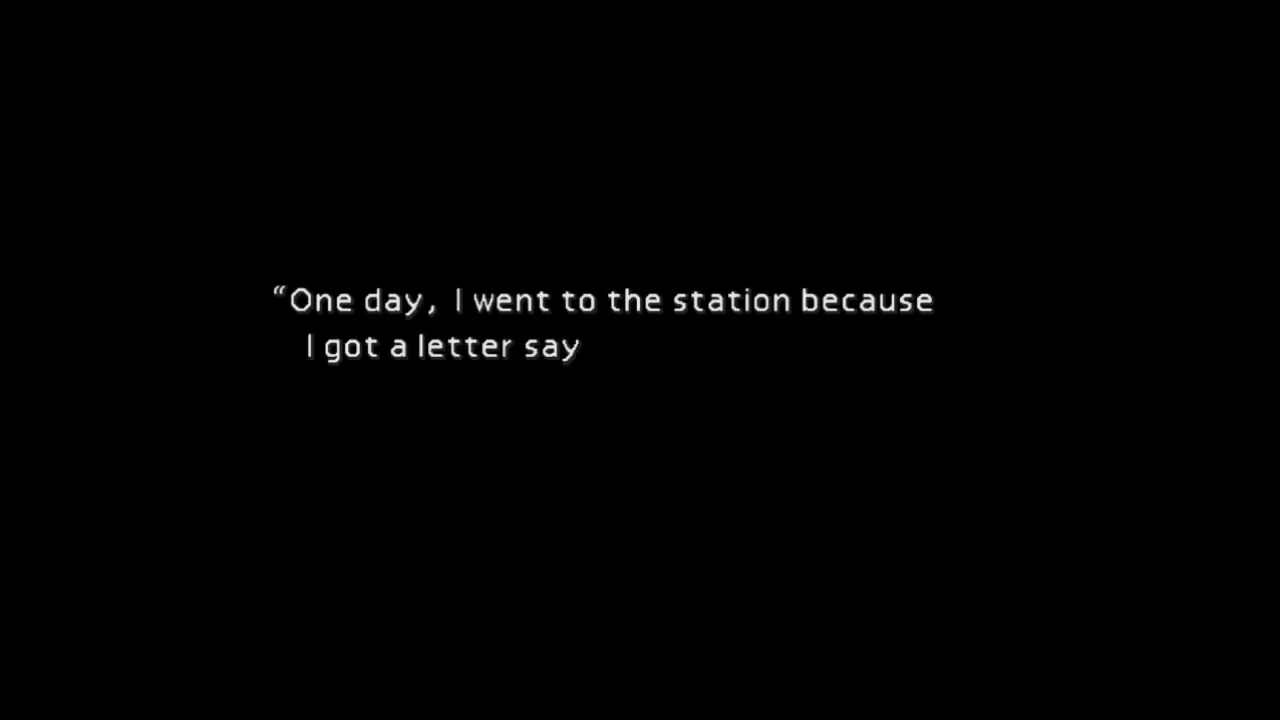 “One day, I went to the station because
I got a letter say